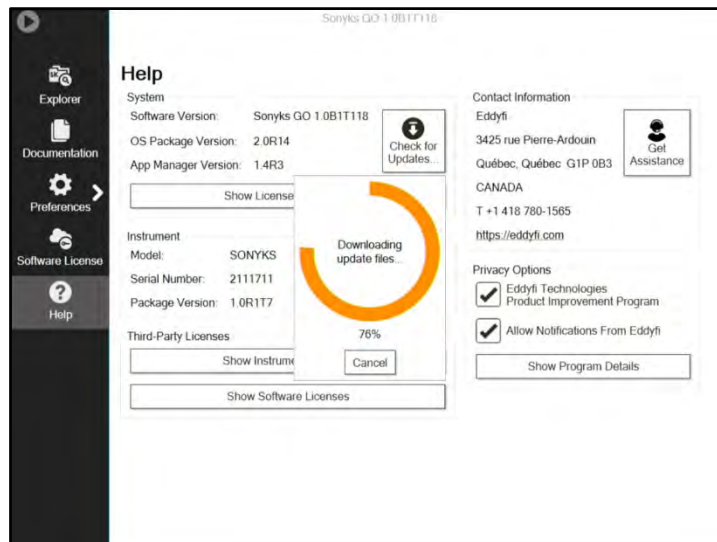 Sonyks GO 1.0B1T118
Explorer
Documentation
Preferences
Software License
Help
Help
System
Software Version: Sonyks GO 1.0B1T118
OS Package Version: 2.0R14
App Manager Version: 1.4R3
Check for
Updates...
Show License
Instrument
Model: SONYKS
Serial Number: 2111711
Package Version: 1.0R1T7
Third-Party Licenses
Show Instrume
Show Software Licenses
Downloading
update files...
76%
Cancel
Contact Information
Eddyfi
3425 rue Pierre-Ardouin
Québec, Québec G1P 0B3
CANADA
T +1 418 780-1565
https://eddyfi.com
Get
Assistance
Privacy Options
Eddyfi Technologies
Product Improvement Program
Allow Notifications From Eddyfi
Show Program Details